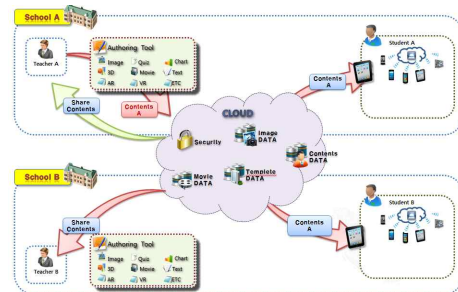 School A
Teacher A
Authoring Tool
Image
Quiz
Chart
3D
Movie
Text
AR
VR
ETC
Share
Contents
Contents
A
Contents
A
Student A
CLOUD
Security
Image
DATA
Contents
DATA
Movie
DATA
Template
DATA
School B
Teacher B
Share
Contents
Authoring Tool
Image
Quiz
Chart
3D
Movie
Text
AR
VR
ETC
Contents
A
Student B